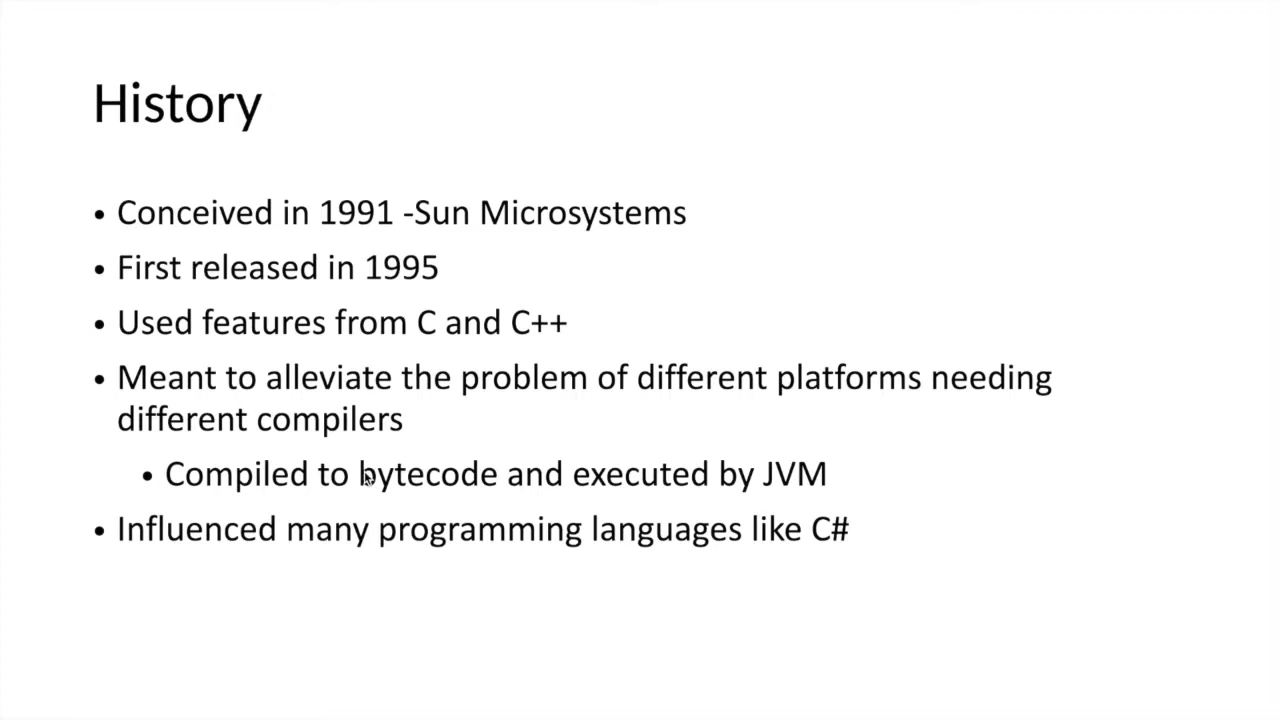 History
• Conceived in 1991 -Sun Microsystems
• First released in 1995
• Used features from C and C++
• Meant to alleviate the problem of different platforms needing
different compilers
• Compiled to bytecode and executed by JVM
• Influenced many programming languages like C#